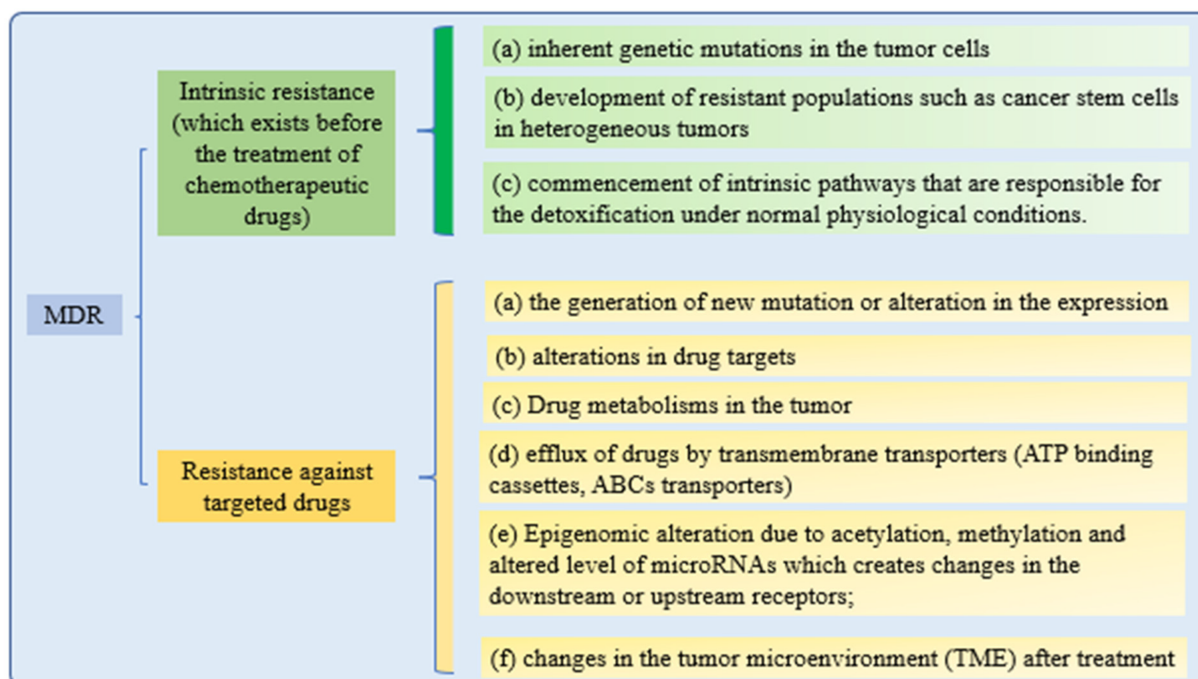 MDR
Intrinsic resistance
(which exists before
the treatment of
chemotherapeutic
drugs)
(a) inherent genetic mutations in the tumor cells
(b) development of resistant populations such as cancer stem cells
in heterogeneous tumors
(c) commencement of intrinsic pathways that are responsible for
the detoxification under normal physiological conditions.
Resistance against
targeted drugs
(a) the generation of new mutation or alteration in the expression
(b) alterations in drug targets
(c) Drug metabolisms in the tumor
(d) efflux of drugs by transmembrane transporters (ATP binding
cassettes, ABCs transporters)
(e) Epigenomic alteration due to acetylation, methylation and
altered level of microRNAs which creates changes in the
downstream or upstream receptors;
(f) changes in the tumor microenvironment (TME) after treatment